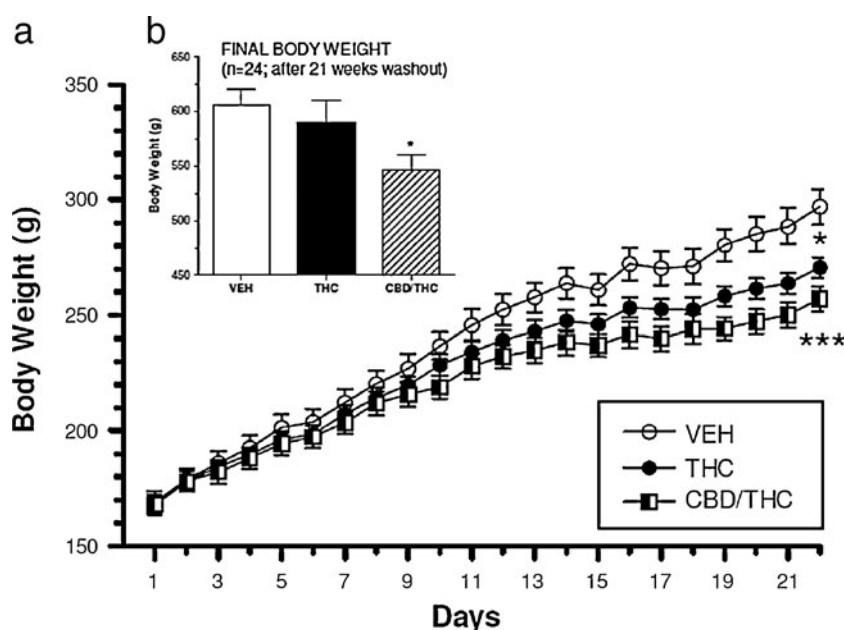 a
b
FINAL BODY WEIGHT
(n=24; after 21 weeks washout)
650
600
550
500
450
Body Weight (g)
*
VEH
THC
CBD/THC
350
300
250
200
150
Body Weight (g)
*
***
VEH
THC
CBD/THC
1 3 5 7 9 11 13 15 17 19 21
Days